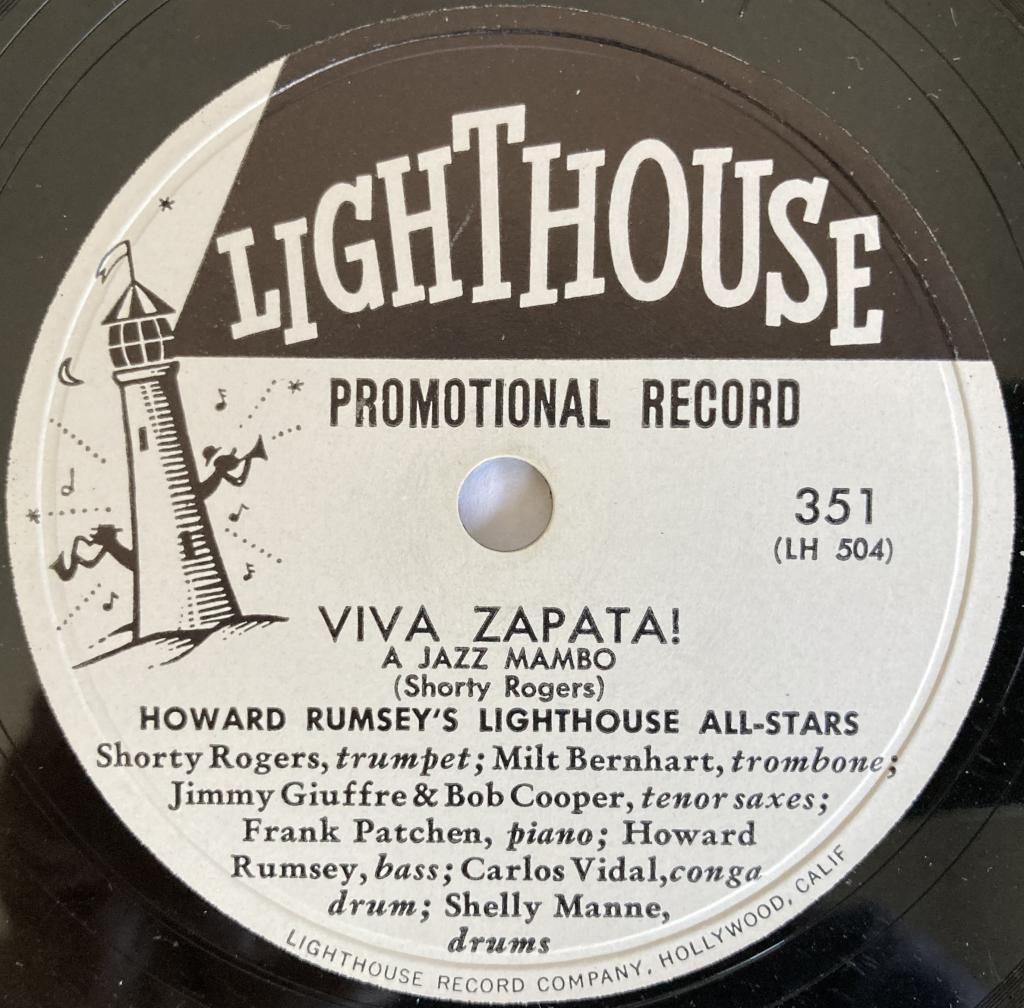 LIGHTHOUSE
PROMOTIONAL RECORD
351
(LH 504)
VIVA ZAPATA!
A JAZZ MAMBO
(Shorty Rogers)
HOWARD RUMSEY'S LIGHTHOUSE ALL-STARS
Shorty Rogers, trumpet; Milt Bernhart, trombone;
Jimmy Giuffre & Bob Cooper, tenor saxes;
Frank Patchen, piano; Howard
Rumsey, bass; Carlos Vidal, conga
drum; Shelly Manne,
drums
LIGHTHOUSE RECORD COMPANY, HOLLYWOOD, CALIF